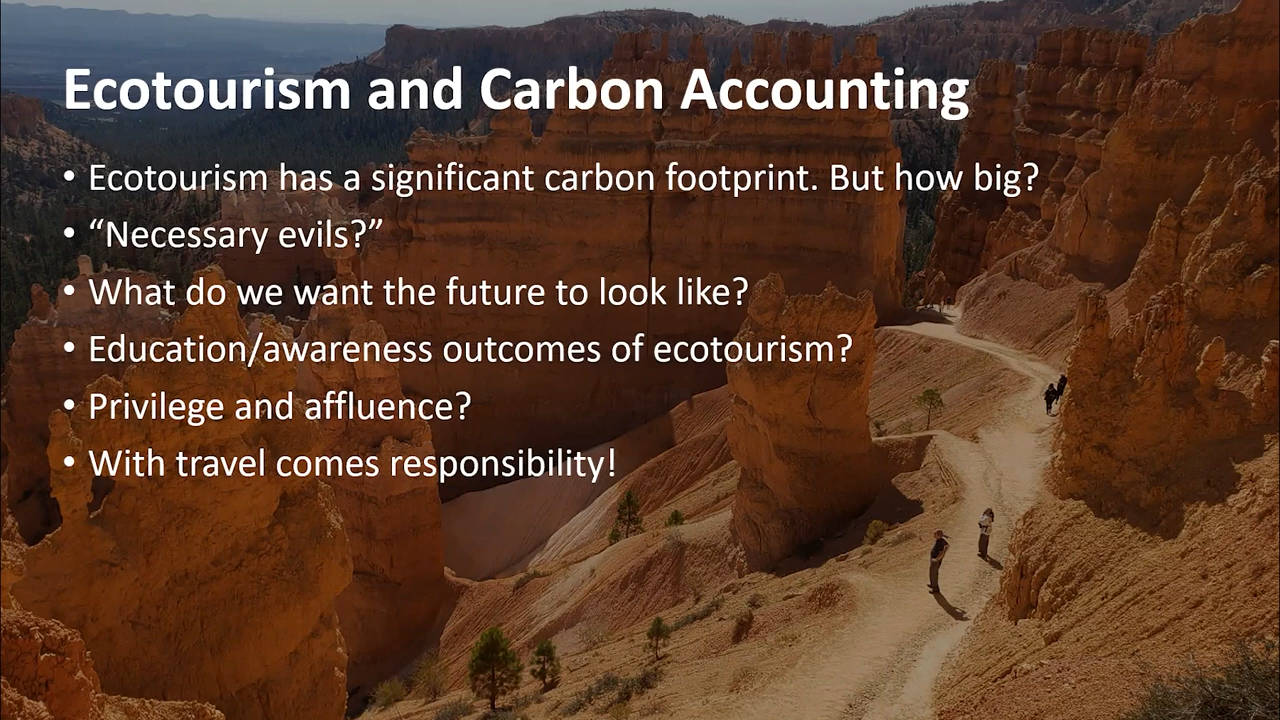 Ecotourism and Carbon Accounting
• Ecotourism has a significant carbon footprint. But how big?
• “Necessary evils?”
• What do we want the future to look like?
• Education/awareness outcomes of ecotourism?
• Privilege and affluence?
• With travel comes responsibility!